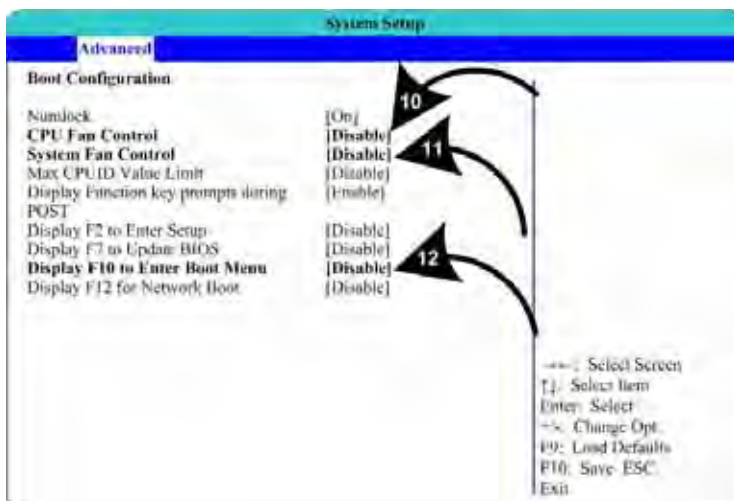 System Setup
Advanced
Boot Configuration
Numlock [On]
CPU Fan Control [Disable]
System Fan Control [Disable]
Max CPUID Value Limit [Disable]
Display Function key prompts during [Enable]
POST
Display F2 to Enter Setup [Disable]
Display F7 to Update BIOS [Disable]
Display F10 to Enter Boot Menu [Disable]
Display F12 for Network Boot [Disable]
10
11
12
→←: Select Screen
↑↓: Select Item
Enter: Select
Change Opt.
F9: Load Defaults
F10: Save ESC:
Exit